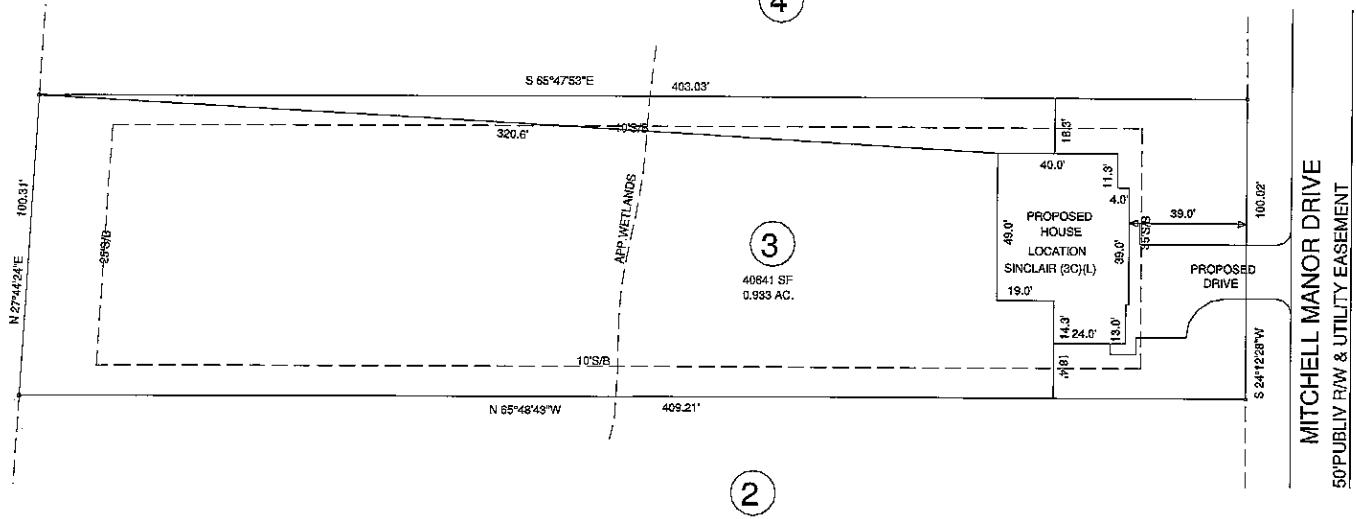 4
S 65°47'53"E 403.03'
320.6'
10'S/B
18.3'
40.0'
11.3'
4.0'
39.0'
100.02'
100.31'
N 27°44'24"E
25'S/B
APP. WETLANDS
3
40641 SF
0.933 AC.
49.0'
PROPOSED
HOUSE
LOCATION
SINCLAIR (3C)(L)
39.0'
35'S/B
PROPOSED
DRIVE
19.0'
14.3'
24.0'
13.0'
10'S/B
18.4'
S 24°12'28"W
N 65°48'43"W 409.21'
MITCHELL MANOR DRIVE
50'PUBLIV R/W & UTILITY EASEMENT
2